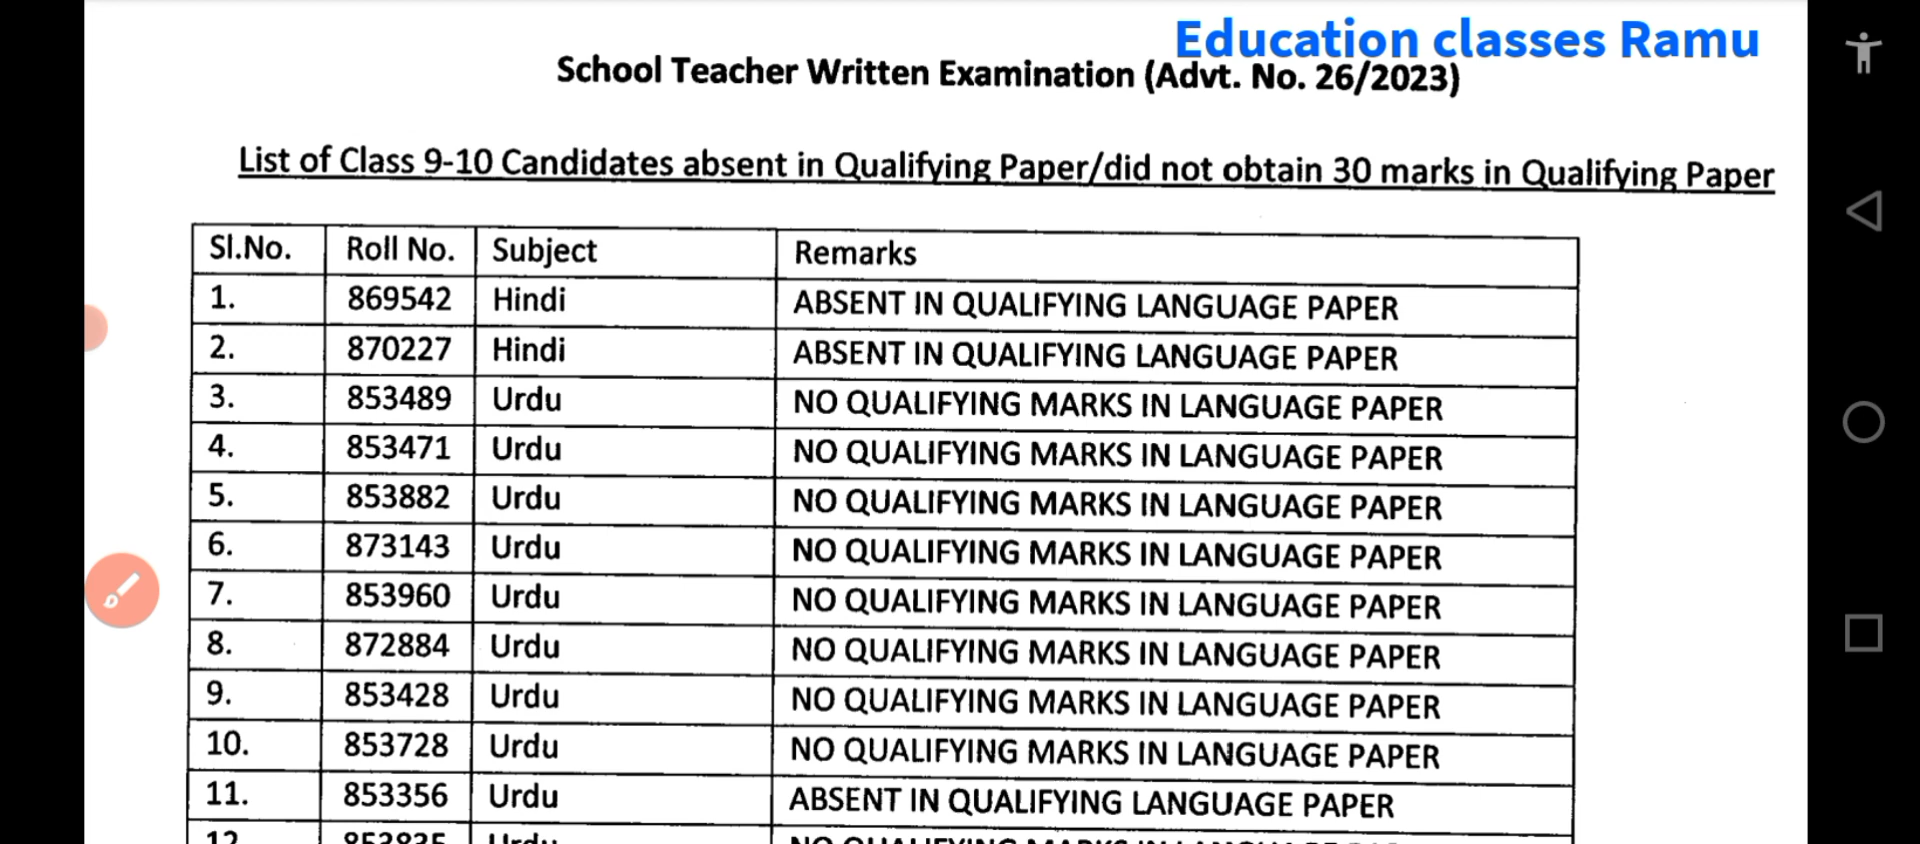 Education classes Ramu
School Teacher Written Examination (Advt. No. 26/2023)
List of Class 9-10 Candidates absent in Qualifying Paper/did not obtain 30 marks in Qualifying Paper
Sl.No. Roll No. Subject Remarks
1. 869542 Hindi ABSENT IN QUALIFYING LANGUAGE PAPER
2. 870227 Hindi ABSENT IN QUALIFYING LANGUAGE PAPER
3. 853489 Urdu NO QUALIFYING MARKS IN LANGUAGE PAPER
4. 853471 Urdu NO QUALIFYING MARKS IN LANGUAGE PAPER
5. 853882 Urdu NO QUALIFYING MARKS IN LANGUAGE PAPER
6. 873143 Urdu NO QUALIFYING MARKS IN LANGUAGE PAPER
7. 853960 Urdu NO QUALIFYING MARKS IN LANGUAGE PAPER
8. 872884 Urdu NO QUALIFYING MARKS IN LANGUAGE PAPER
9. 853428 Urdu NO QUALIFYING MARKS IN LANGUAGE PAPER
10. 853728 Urdu NO QUALIFYING MARKS IN LANGUAGE PAPER
11. 853356 Urdu ABSENT IN QUALIFYING LANGUAGE PAPER